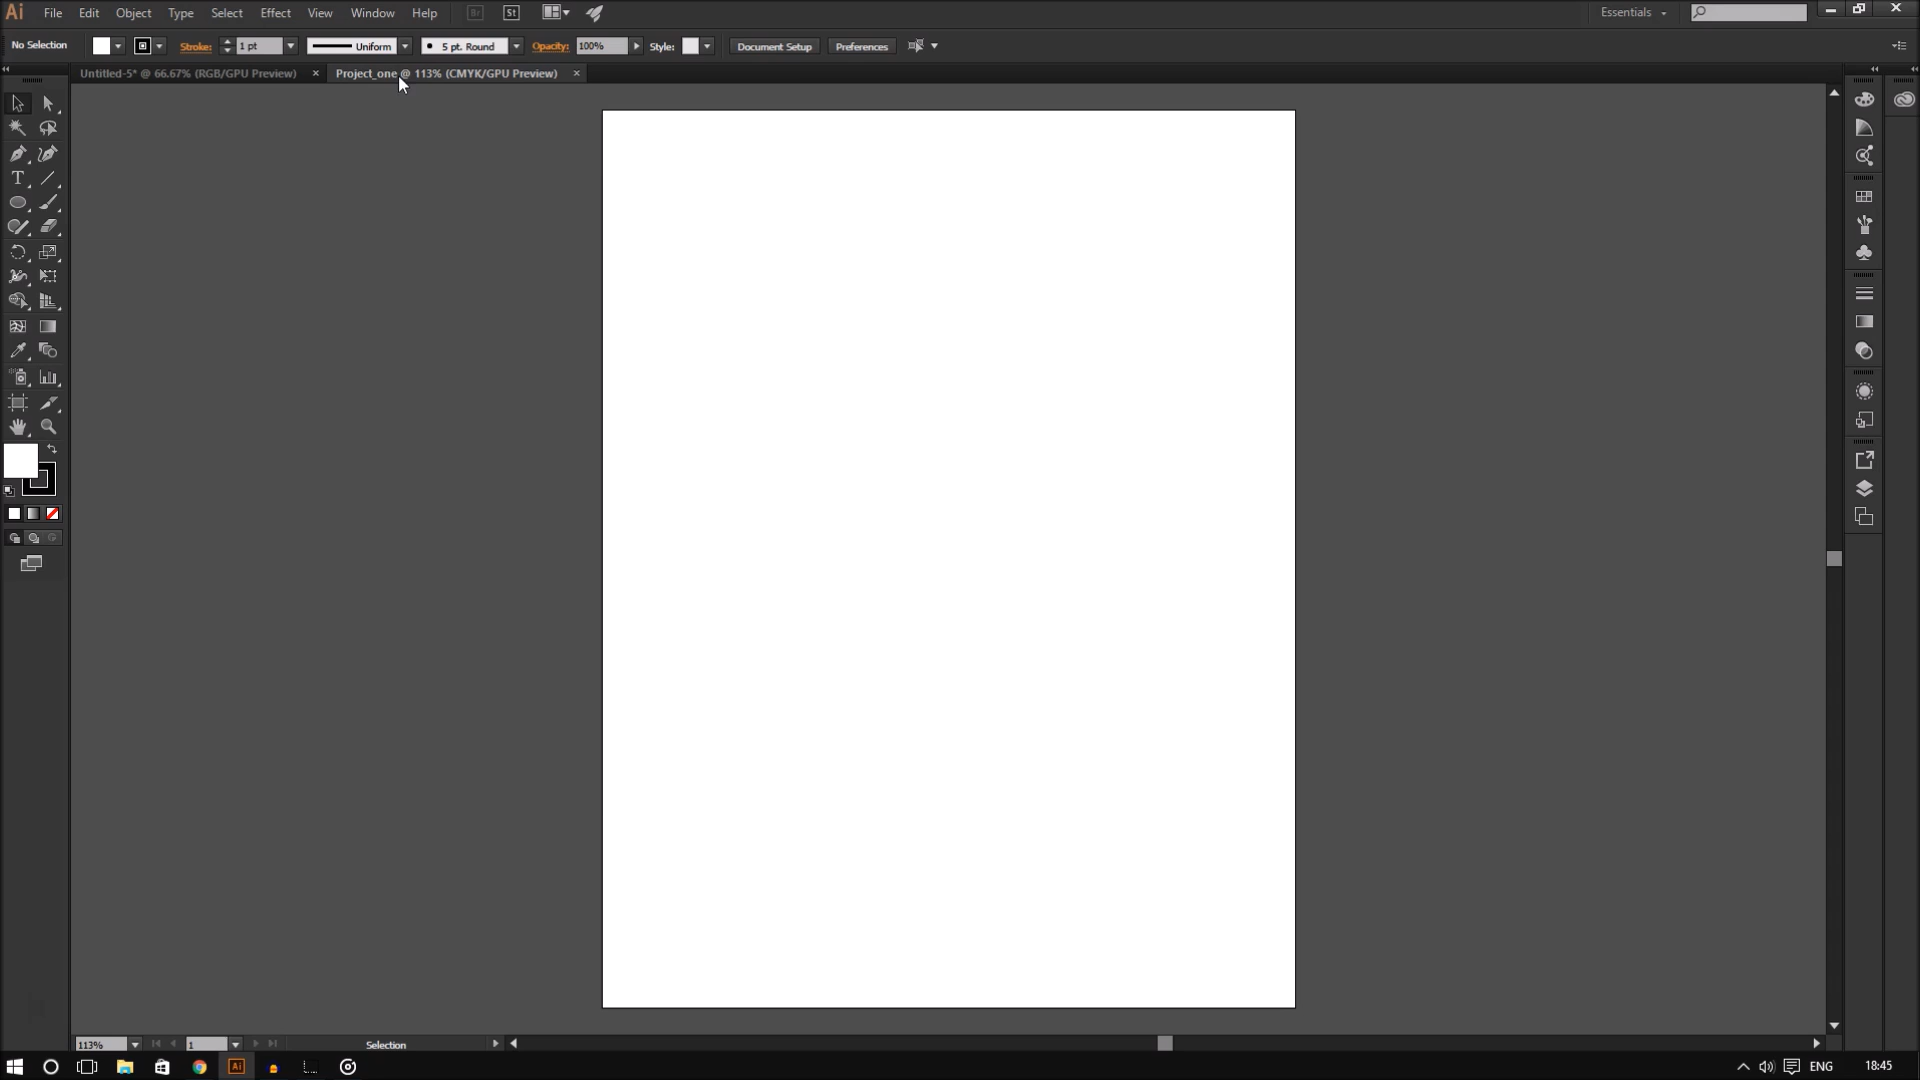 Ai File Edit Object Type Select Effect View Window Help Br St Essentials
No Selection Stroke: 1 pt Uniform 5 pt. Round Opacity: 100% Style: Document Setup Preferences
Untitled-5* @ 66.67% (RGB/GPU Preview) × Project_one @ 113% (CMYK/GPU Preview) ×
T
113% 1 Selection
Ai ENG 18:45